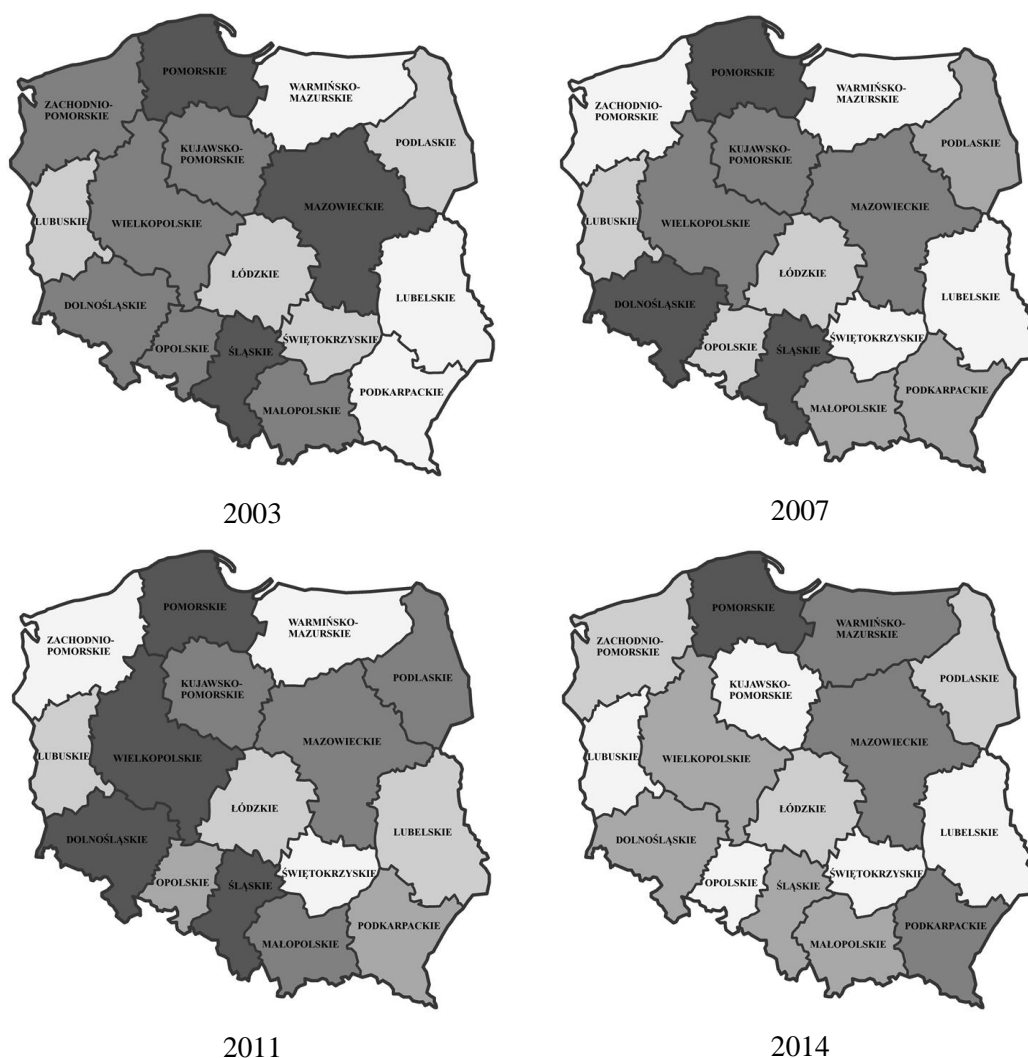 POMORSKIE
WARMIŃSKO-
MAZURSKIE
ZACHODNIO-
POMORSKIE
PODLASKIE
KUJAWSKO-
POMORSKIE
MAZOWIECKIE
LUBUSKIE
WIELKOPOLSKIE
ŁÓDZKIE
LUBELSKIE
DOLNOŚLĄSKIE
ŚWIĘTOKRZYSKIE
OPOLSKIE
ŚLĄSKIE
PODKARPACKIE
MAŁOPOLSKIE
2003
POMORSKIE
WARMIŃSKO-
MAZURSKIE
ZACHODNIO-
POMORSKIE
PODLASKIE
KUJAWSKO-
POMORSKIE
MAZOWIECKIE
LUBUSKIE
WIELKOPOLSKIE
ŁÓDZKIE
LUBELSKIE
DOLNOŚLĄSKIE
ŚWIĘTOKRZYSKIE
OPOLSKIE
ŚLĄSKIE
PODKARPACKIE
MAŁOPOLSKIE
2007
POMORSKIE
WARMIŃSKO-
MAZURSKIE
ZACHODNIO-
POMORSKIE
PODLASKIE
KUJAWSKO-
POMORSKIE
MAZOWIECKIE
LUBUSKIE
WIELKOPOLSKIE
ŁÓDZKIE
LUBELSKIE
DOLNOŚLĄSKIE
ŚWIĘTOKRZYSKIE
OPOLSKIE
ŚLĄSKIE
PODKARPACKIE
MAŁOPOLSKIE
2011
POMORSKIE
WARMIŃSKO-
MAZURSKIE
ZACHODNIO-
POMORSKIE
PODLASKIE
KUJAWSKO-
POMORSKIE
MAZOWIECKIE
LUBUSKIE
WIELKOPOLSKIE
ŁÓDZKIE
LUBELSKIE
DOLNOŚLĄSKIE
ŚWIĘTOKRZYSKIE
OPOLSKIE
ŚLĄSKIE
PODKARPACKIE
MAŁOPOLSKIE
2014